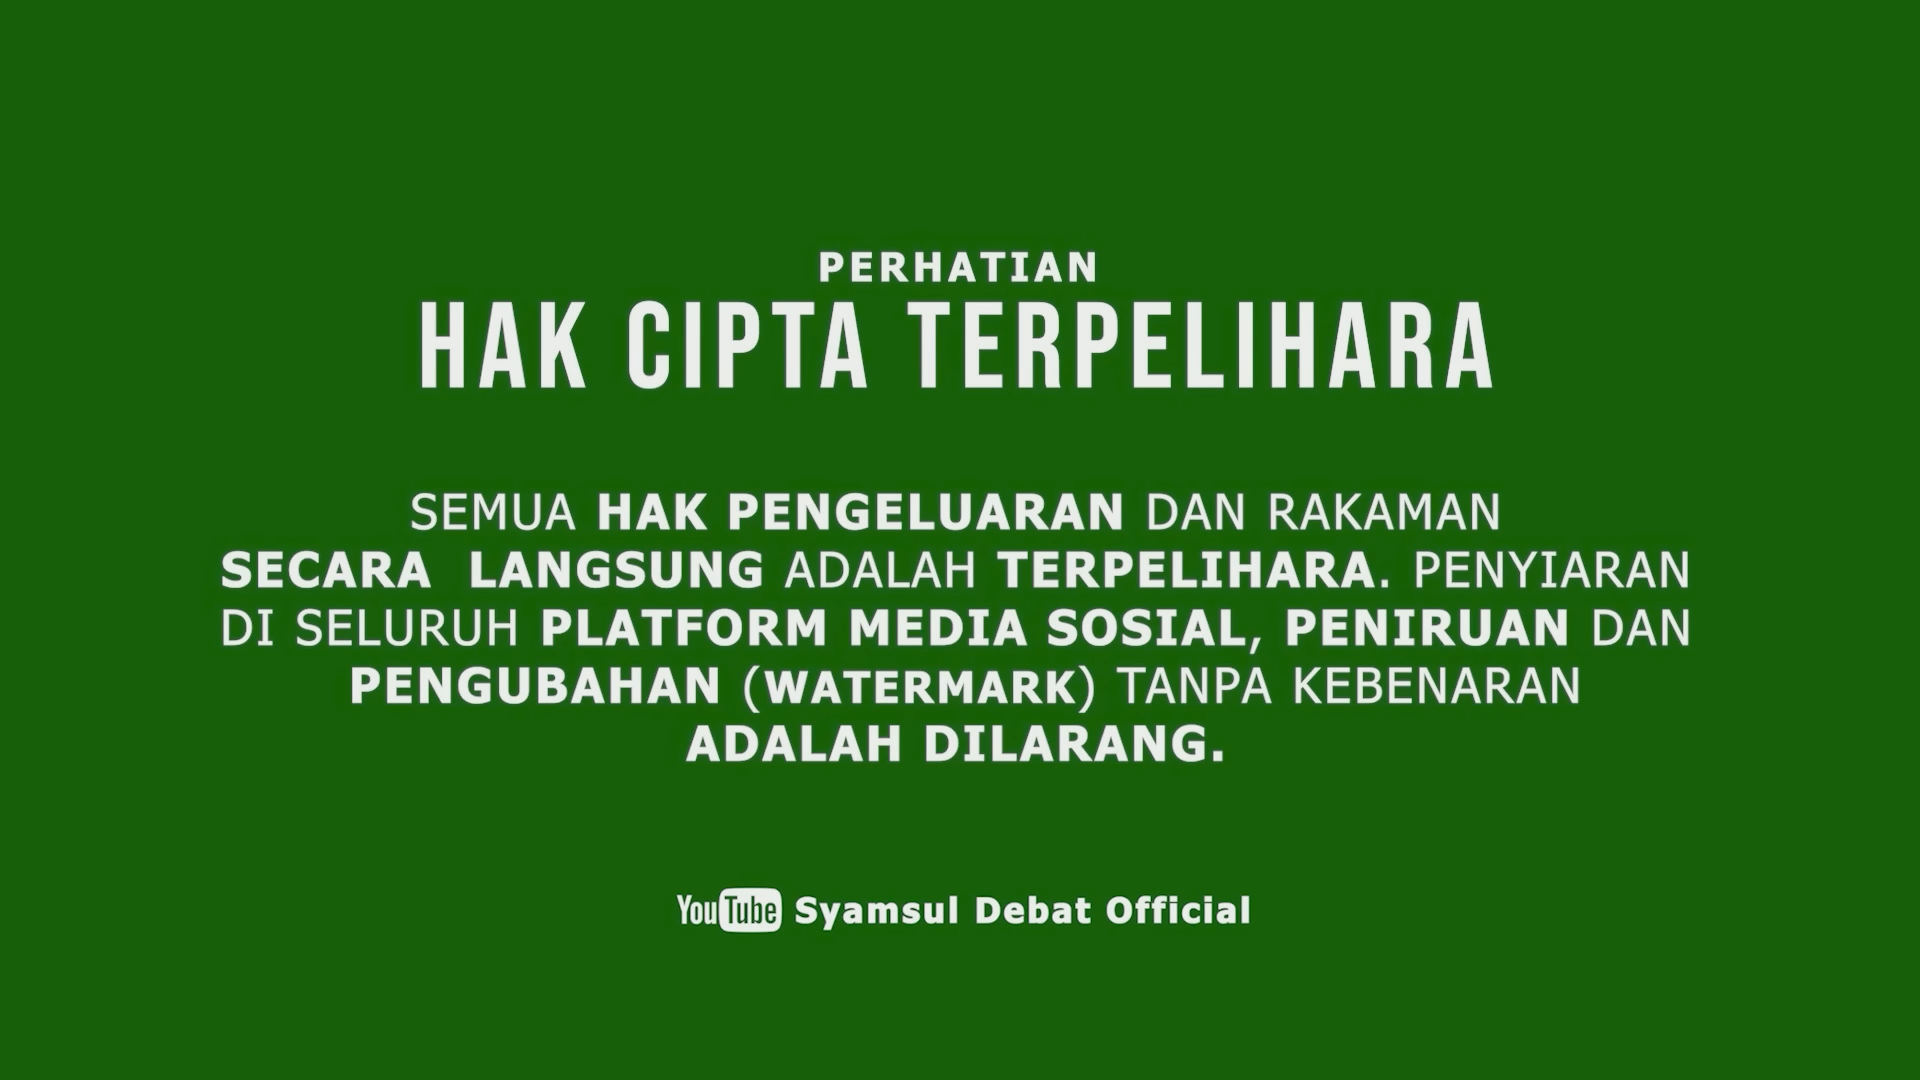 PERHATIAN
HAK CIPTA TERPELIHARA
SEMUA HAK PENGELUARAN DAN RAKAMAN
SECARA LANGSUNG ADALAH TERPELIHARA. PENYIARAN
DI SELURUH PLATFORM MEDIA SOSIAL, PENIRUAN DAN
PENGUBAHAN (WATERMARK) TANPA KEBENARAN
ADALAH DILARANG.
YouTube Syamsul Debat Official